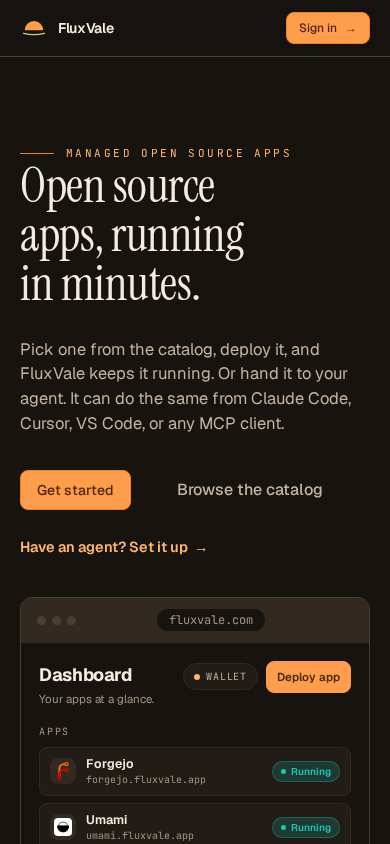 FluxVale
Sign in →
MANAGED OPEN SOURCE APPS
Open source
apps, running
in minutes.
Pick one from the catalog, deploy it, and
FluxVale keeps it running. Or hand it to your
agent. It can do the same from Claude Code,
Cursor, VS Code, or any MCP client.
Get started
Browse the catalog
Have an agent? Set it up →
fluxvale.com
Dashboard
WALLET
Deploy app
Your apps at a glance.
APPS
Forgejo
forgejo.fluxvale.app
Running
Umami
umami.fluxvale.app
Running